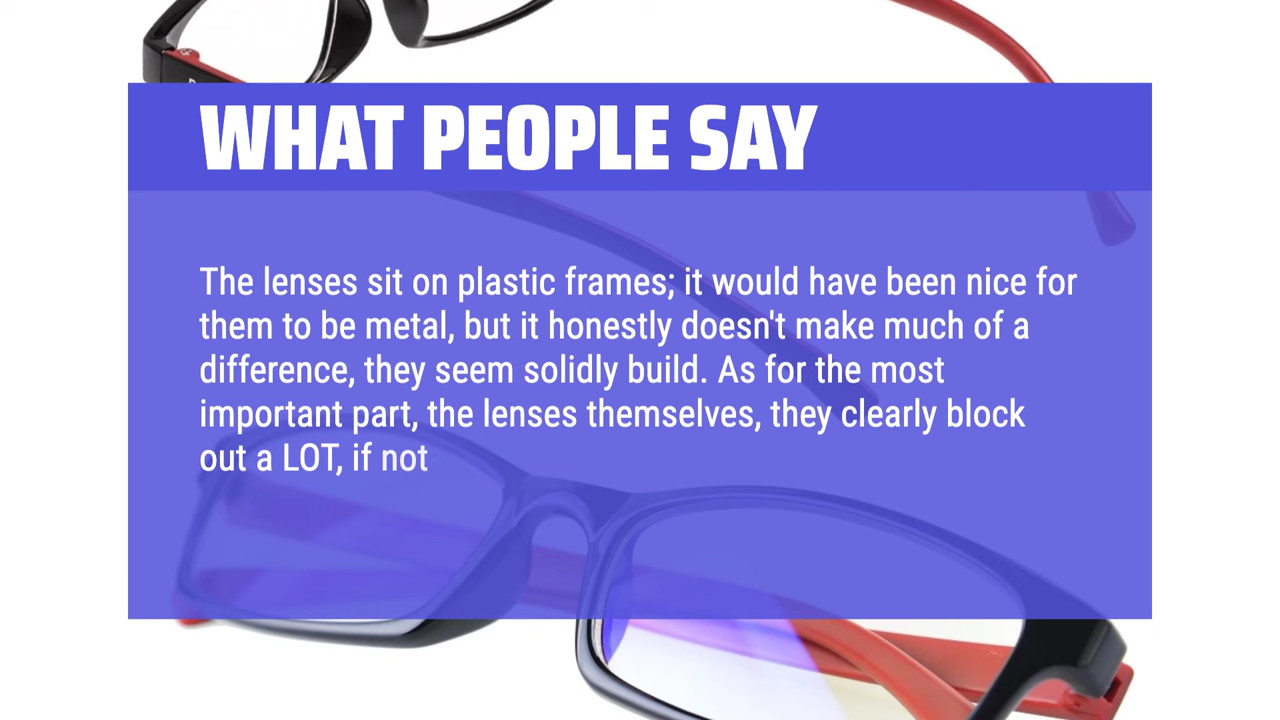 WHAT PEOPLE SAY
The lenses sit on plastic frames; it would have been nice for
them to be metal, but it honestly doesn't make much of a
difference, they seem solidly build. As for the most
important part, the lenses themselves, they clearly block
out a LOT, if not